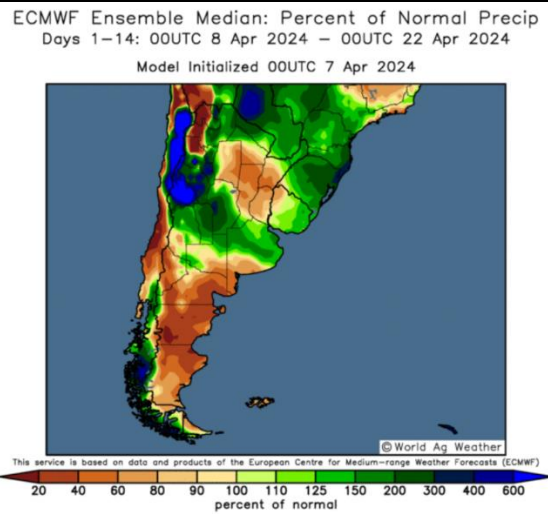 ECMWF Ensemble Median: Percent of Normal Precip
Days 1-14: 00UTC 8 Apr 2024 – 00UTC 22 Apr 2024
Model Initialized 00UTC 7 Apr 2024
©World Ag Weather
This service is based on data and products of the European Centre for Medium-range Weather Forecasts (ECMWF)
20 40 60 80 90 100 110 125 150 200 300 400 600
percent of normal